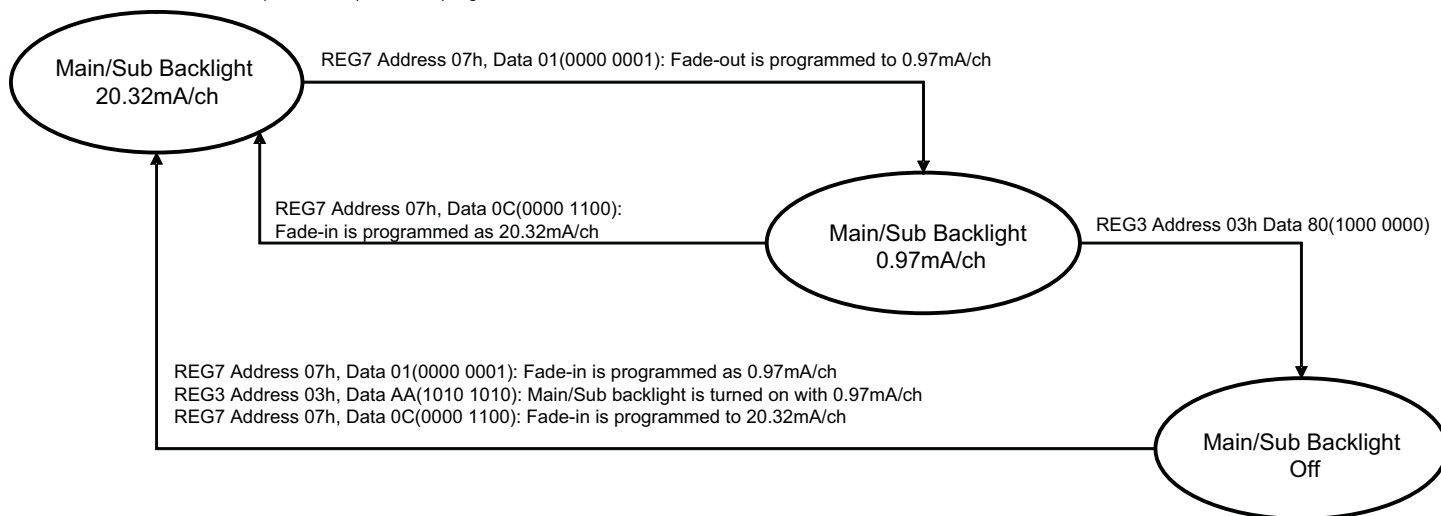 Main/Sub Backlight
20.32mA/ch
REG7 Address 07h, Data 01(0000 0001): Fade-out is programmed to 0.97mA/ch
REG7 Address 07h, Data 0C(0000 1100):
Fade-in is programmed as 20.32mA/ch
Main/Sub Backlight
0.97mA/ch
REG3 Address 03h Data 80(1000 0000)
REG7 Address 07h, Data 01(0000 0001): Fade-in is programmed as 0.97mA/ch
REG3 Address 03h, Data AA(1010 1010): Main/Sub backlight is turned on with 0.97mA/ch
REG7 Address 07h, Data 0C(0000 1100): Fade-in is programmed to 20.32mA/ch
Main/Sub Backlight
Off